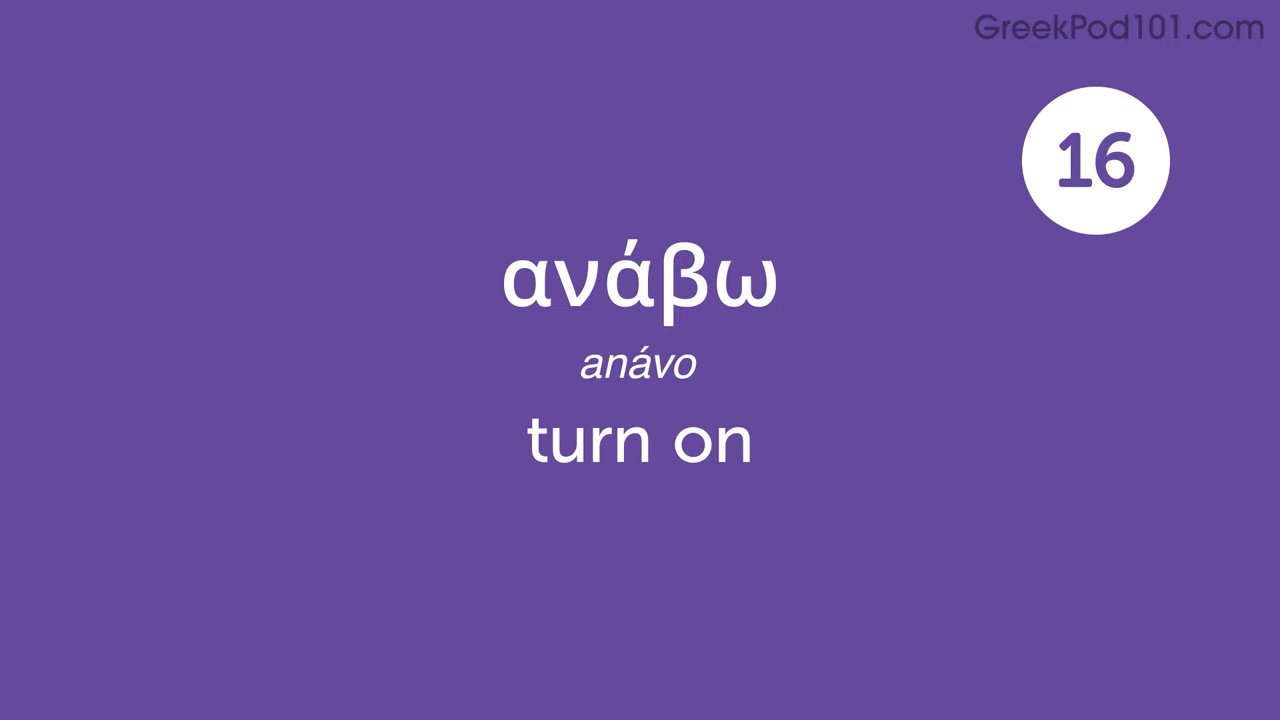 GreekPod101.com
16
ανάβω
anávo
turn on